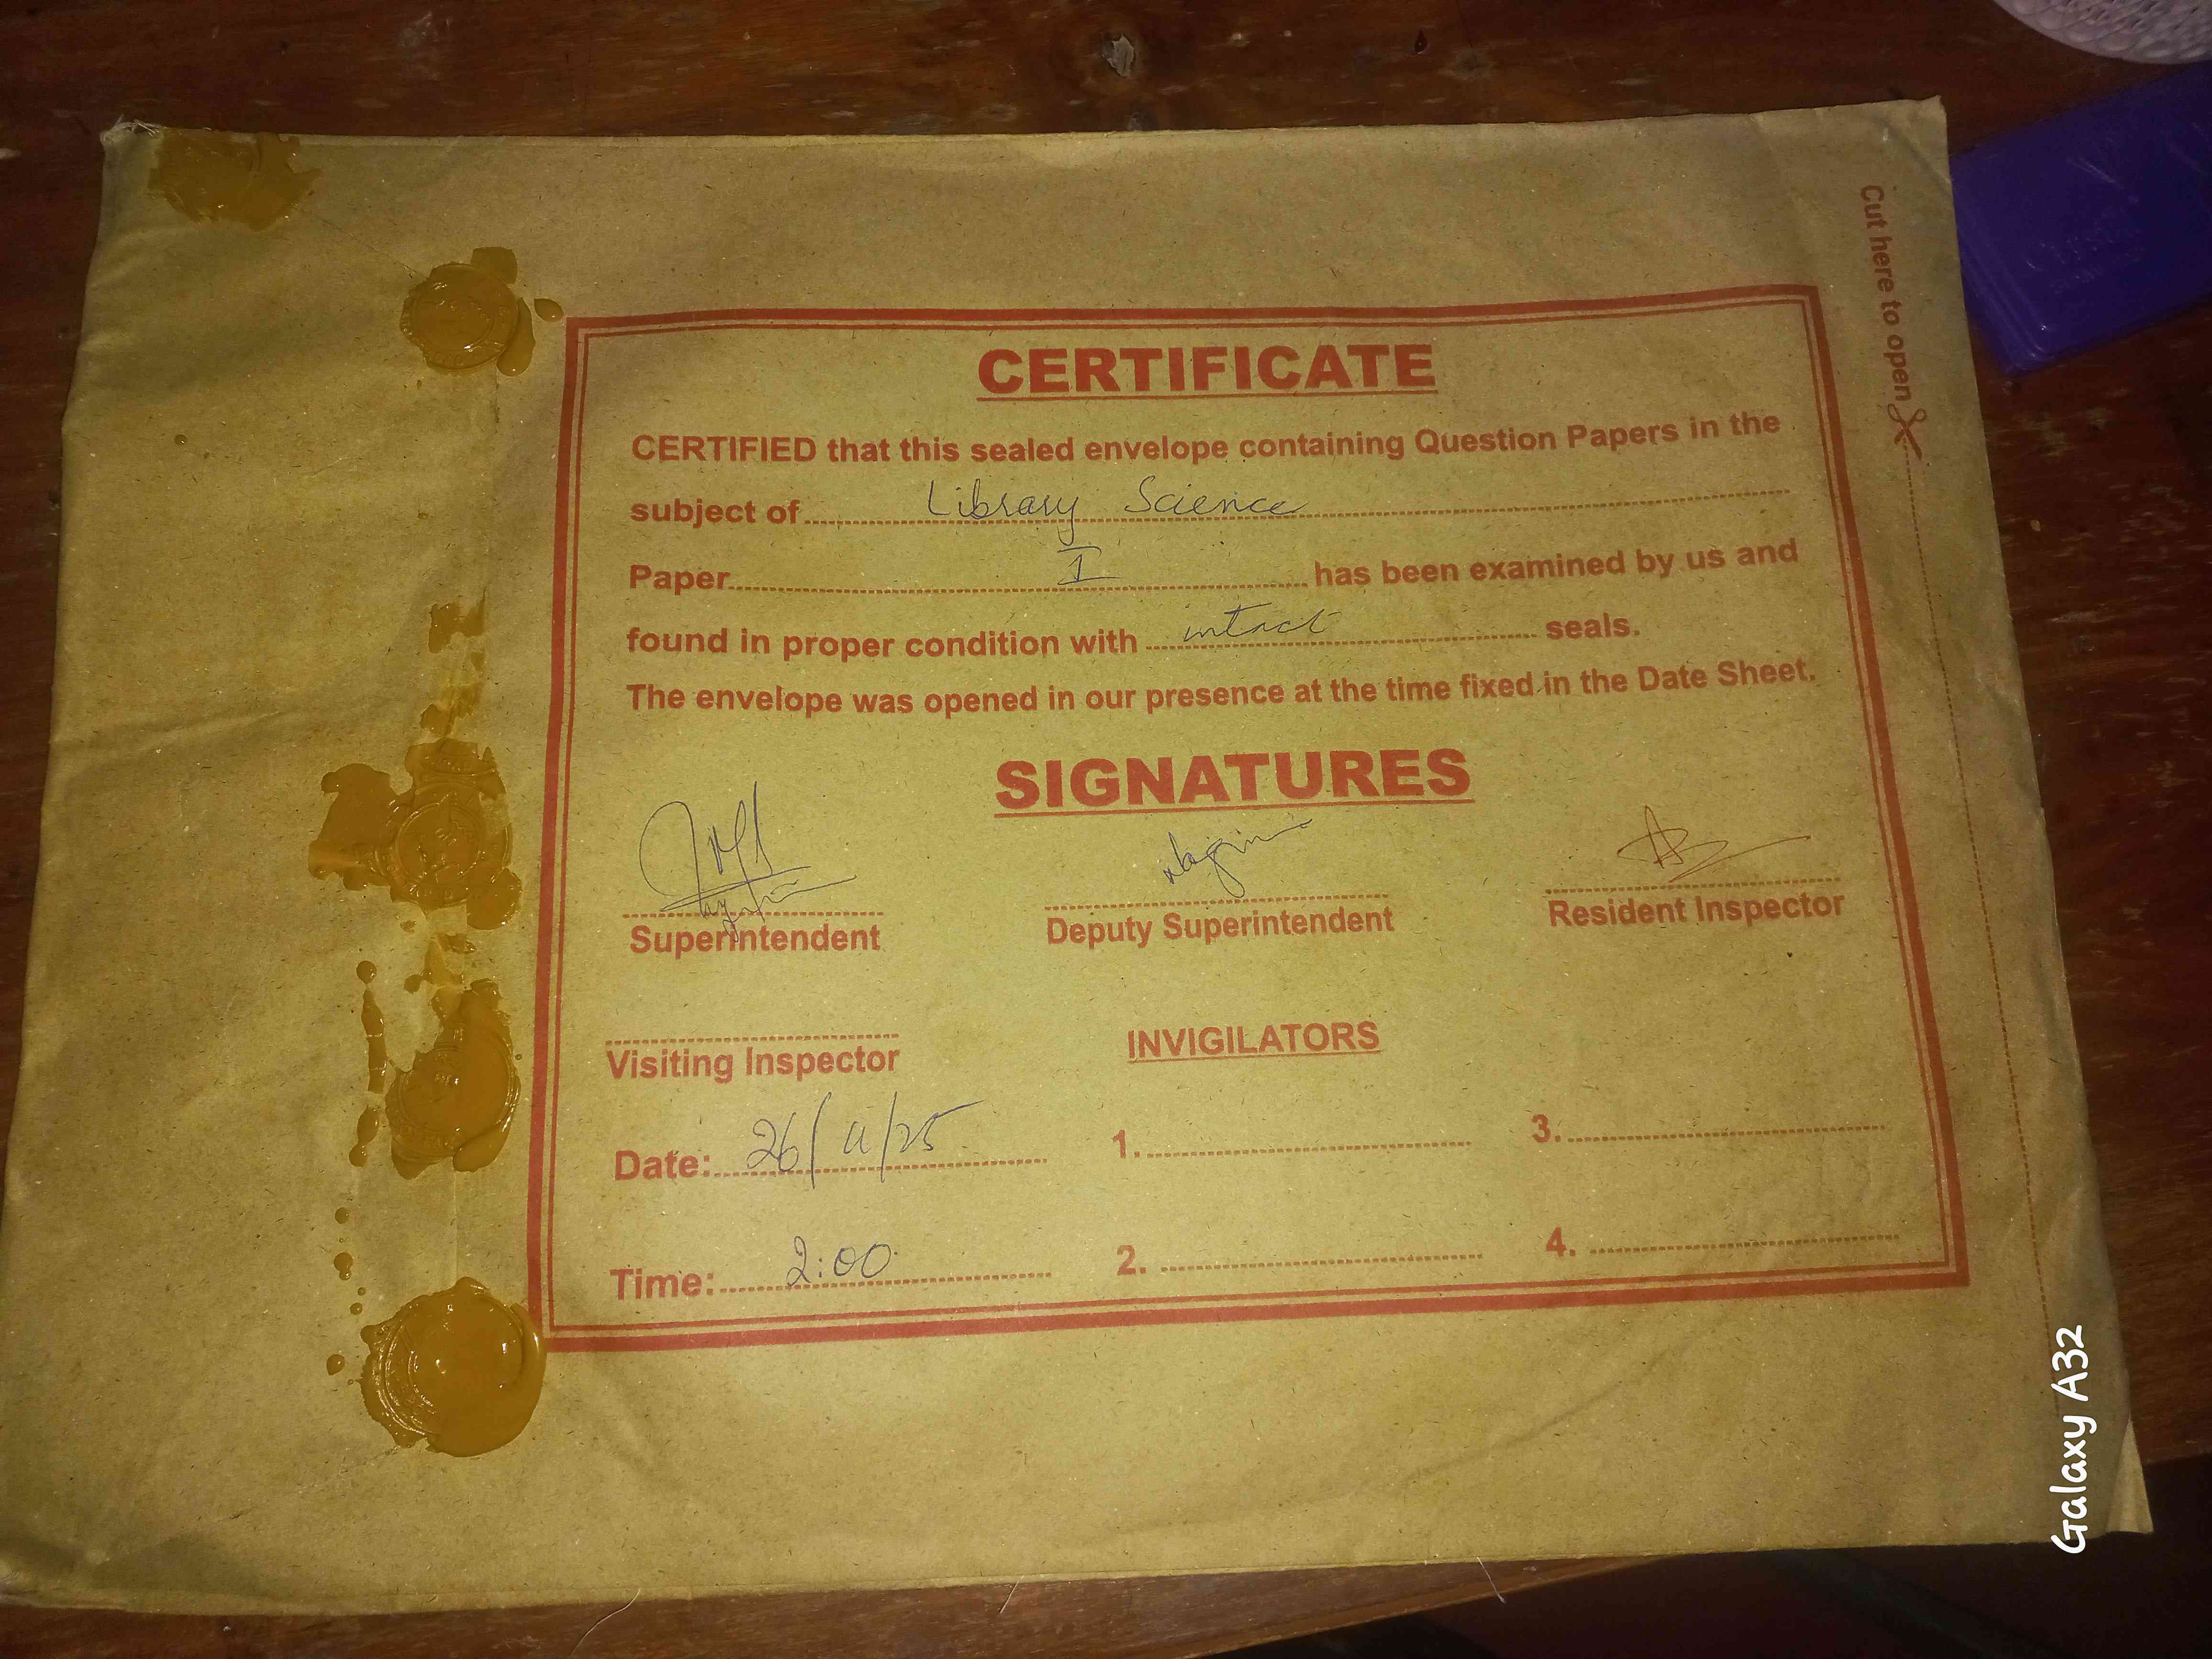 Cut here to open
CERTIFICATE
CERTIFIED that this sealed envelope containing Question Papers in the
subject of Library Science
Paper I has been examined by us and
found in proper condition with intact seals.
The envelope was opened in our presence at the time fixed in the Date Sheet.
SIGNATURES
Superintendent Deputy Superintendent Resident Inspector
Visiting Inspector INVIGILATORS
Date: 26/11/25 1. 3.
Time: 2:00 2. 4.
Galaxy A32